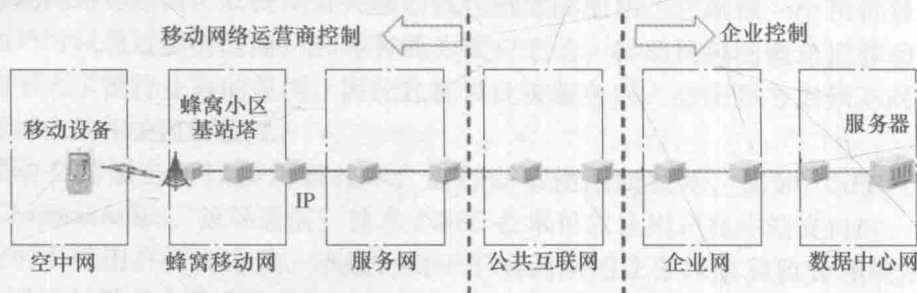 移动网络运营商控制
企业控制
移动设备
蜂窝小区
基站塔
服务器
IP
空中网
蜂窝移动网
服务网
公共互联网
企业网
数据中心网